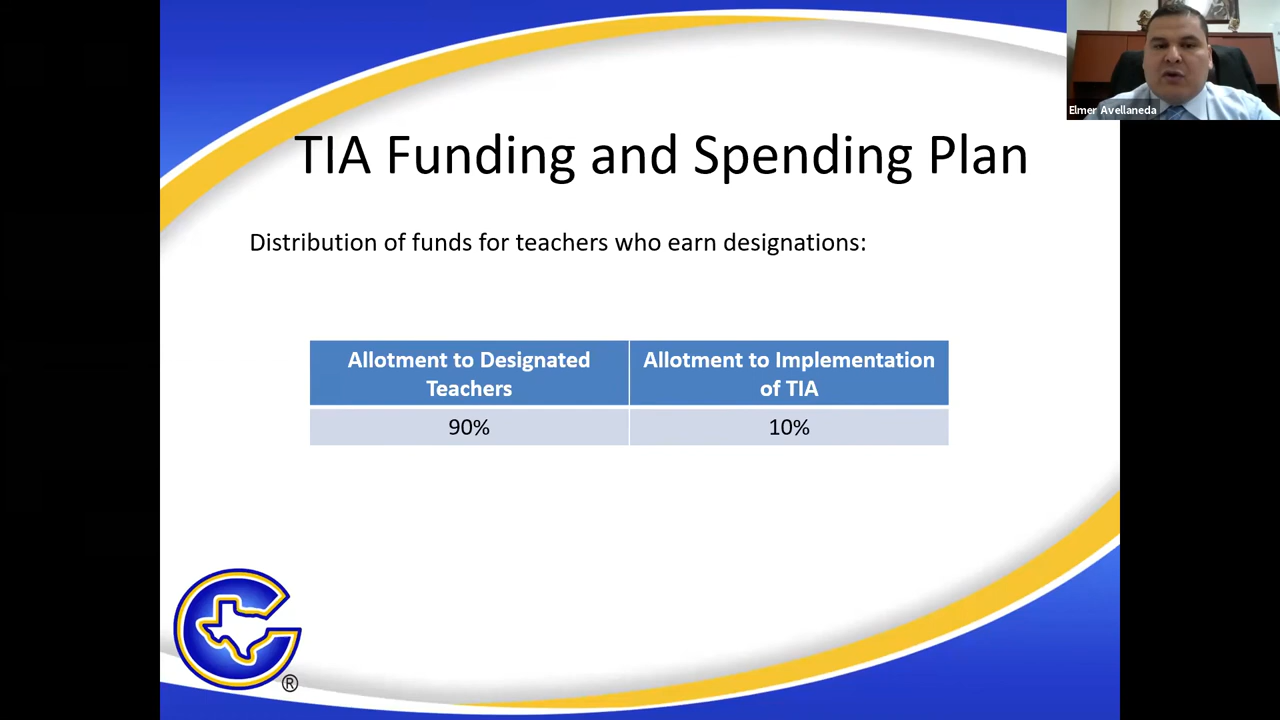 Elmer Avellaneda
TIA Funding and Spending Plan
Distribution of funds for teachers who earn designations:
Allotment to Designated
Teachers
Allotment to Implementation
of TIA
90%
10%
C
®